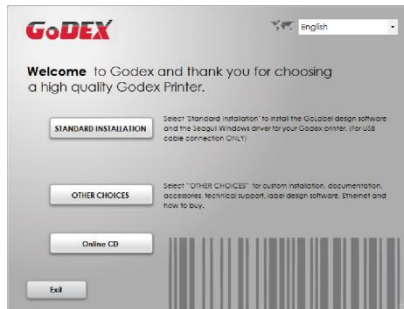 GoDEX
English
Welcome to Godex and thank you for choosing
a high quality Godex Printer.
STANDARD INSTALLATION
Select "Standard Installation" to install the GoLabel design software
and the Seagull Windows driver for your Godex printer. (For USB
cable connection ONLY)
OTHER CHOICES
Select "OTHER CHOICES" for custom installation, documentation,
accessories, technical support, label design software, Ethernet and
how to buy.
Online CD
Exit